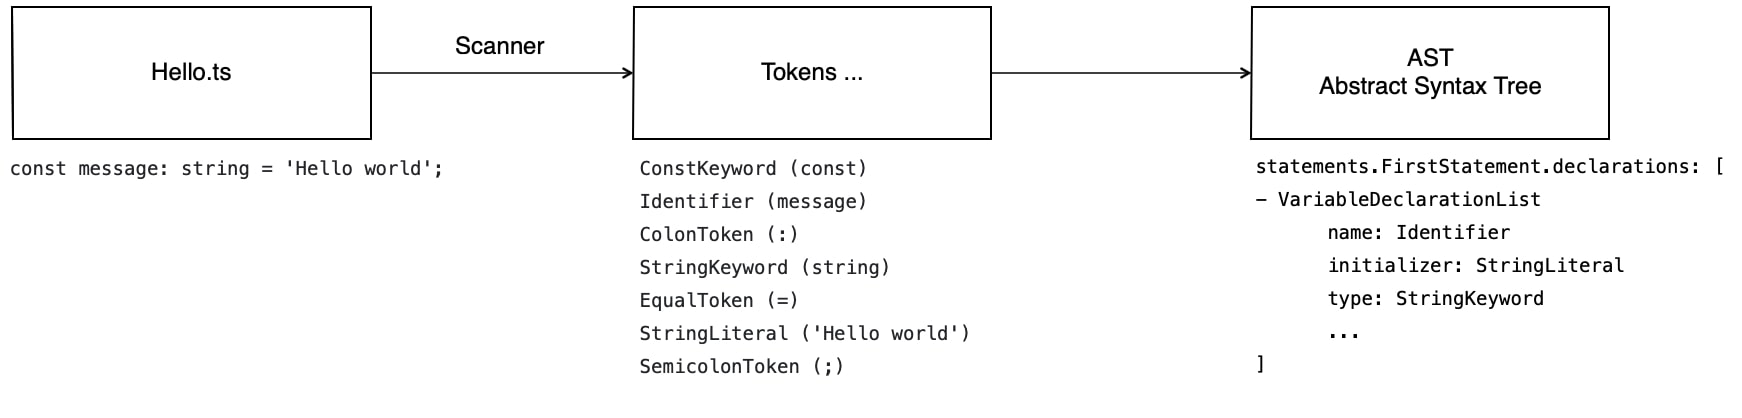 Hello.ts
Scanner
Tokens ...
AST
Abstract Syntax Tree
const message: string = 'Hello world';
ConstKeyword (const)
Identifier (message)
ColonToken (:)
StringKeyword (string)
EqualToken (=)
StringLiteral ('Hello world')
SemicolonToken (;)
statements.FirstStatement.declarations: [
– VariableDeclarationList
name: Identifier
initializer: StringLiteral
type: StringKeyword
...
]